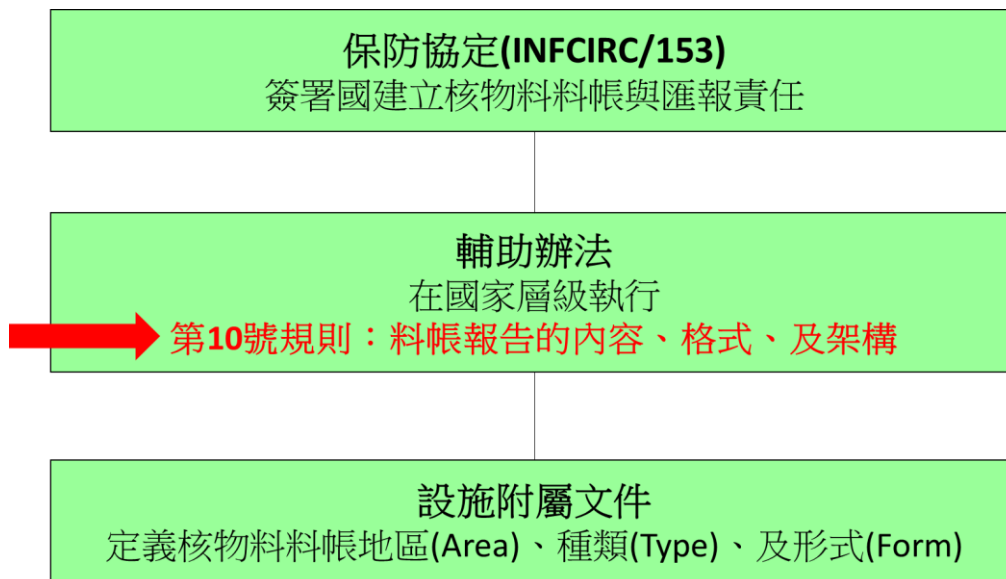 保防協定(INFCIRC/153)
簽署國建立核物料料帳與匯報責任
輔助辦法
在國家層級執行
第10號規則：料帳報告的內容、格式、及架構
設施附屬文件
定義核物料料帳地區(Area)、種類(Type)、及形式(Form)